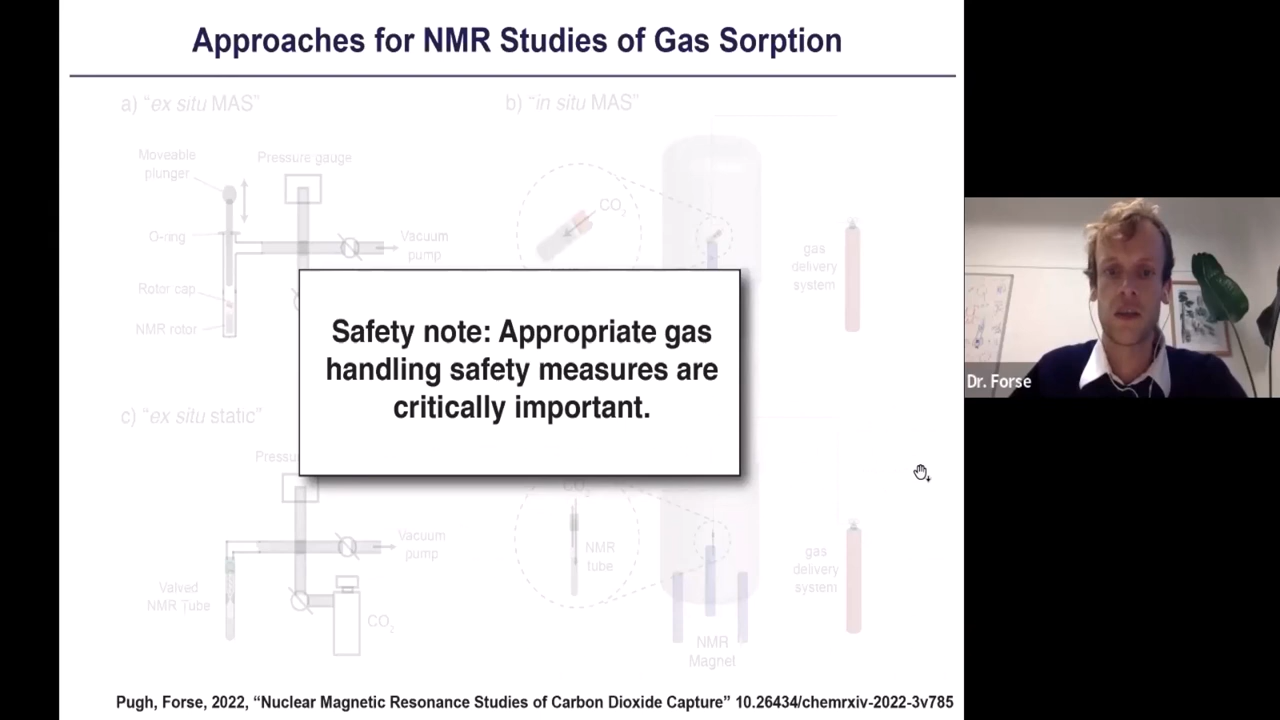 Approaches for NMR Studies of Gas Sorption
a) “ex situ MAS”
b) “in situ MAS”
Moveable
plunger
Pressure gauge
O-ring
Vacuum
pump
Rotor cap
NMR rotor
CO2
gas
delivery
system
Safety note: Appropriate gas
handling safety measures are
critically important.
Dr. Forse
c) “ex situ static”
Vacuum
pump
Valved
NMR Tube
CO2
CO2
NMR
tube
gas
delivery
system
NMR
Magnet
Pugh, Forse, 2022, “Nuclear Magnetic Resonance Studies of Carbon Dioxide Capture” 10.26434/chemrxiv-2022-3v785